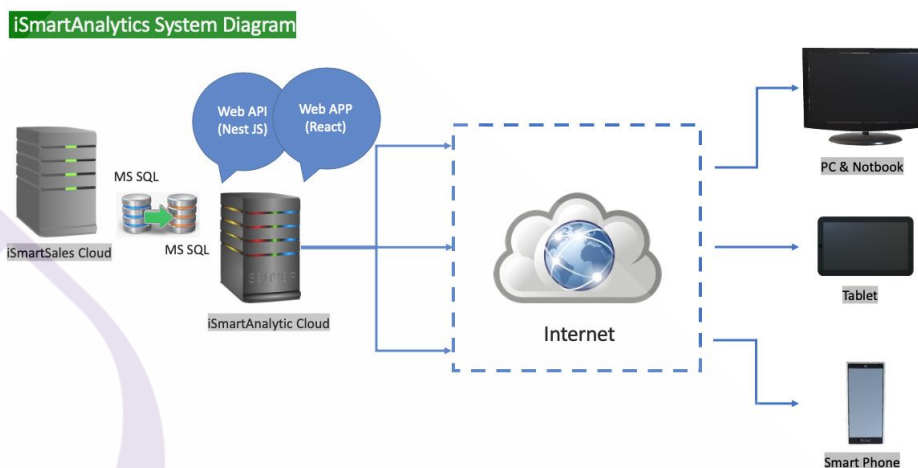 iSmartAnalytics System Diagram
Web API
(Nest JS)
Web APP
(React)
MS SQL
MS SQL
iSmartSales Cloud
SERVER
iSmartAnalytic Cloud
Internet
PC & Notbook
Tablet
Smart Phone